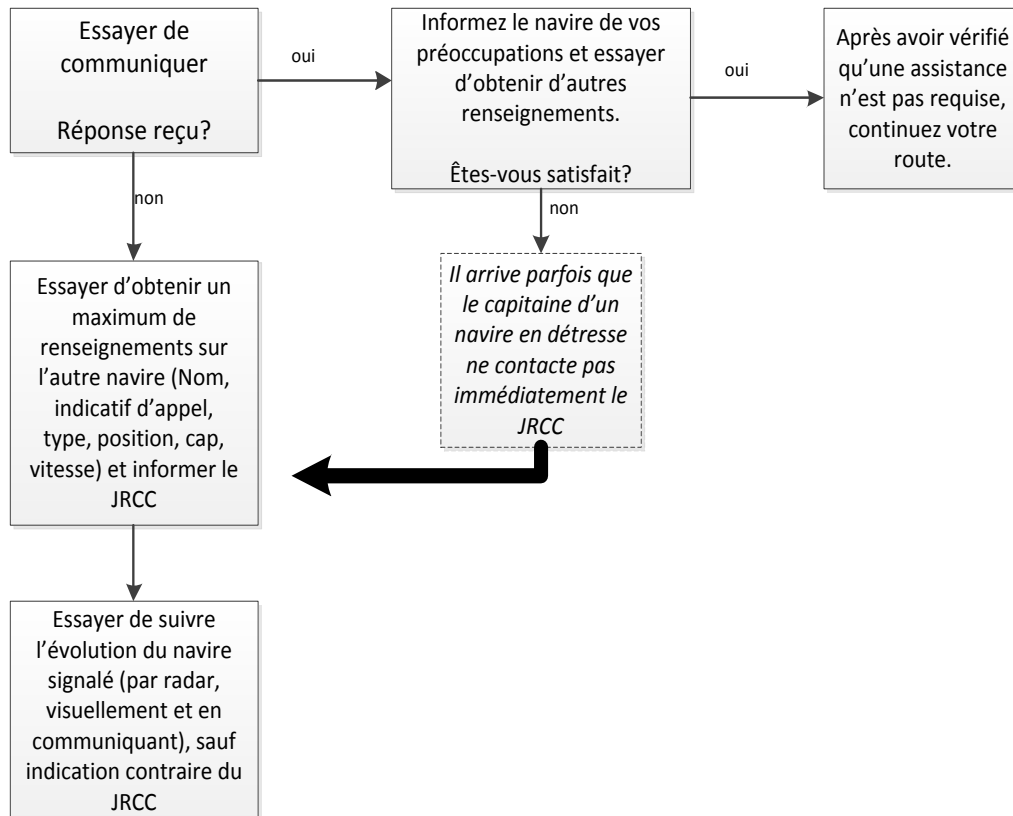 Essayer de
communiquer
Réponse reçu?
oui
Informez le navire de vos
préoccupations et essayer
d’obtenir d’autres
renseignements.
Êtes-vous satisfait?
oui
Après avoir vérifié
qu’une assistance
n’est pas requise,
continuez votre
route.
non
non
Essayer d’obtenir un
maximum de
renseignements sur
l’autre navire (Nom,
indicatif d’appel,
type, position, cap,
vitesse) et informer le
JRCC
Il arrive parfois que
le capitaine d’un
navire en détresse
ne contacte pas
immédiatement le
JRCC
Essayer de suivre
l’évolution du navire
signalé (par radar,
visuellement et en
communiquant), sauf
indication contraire du
JRCC